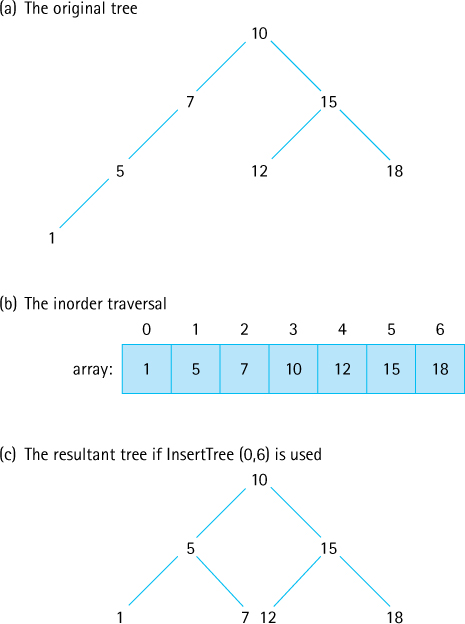 (a) The original tree
10
7 15
5 12 18
1
(b) The inorder traversal
0 1 2 3 4 5 6
array: 1 5 7 10 12 15 18
(c) The resultant tree if InsertTree (0,6) is used
10
5 15
1 7 12 18